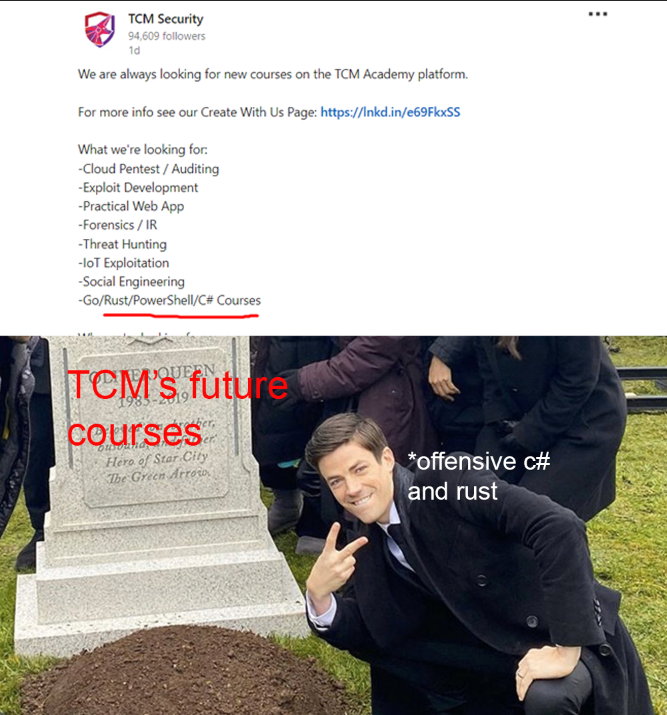 TCM Security
94,609 followers
1d
We are always looking for new courses on the TCM Academy platform.
For more info see our Create With Us Page: https://lnkd.in/e69FkxSS
What we're looking for:
-Cloud Pentest / Auditing
-Exploit Development
-Practical Web App
-Forensics / IR
-Threat Hunting
-IoT Exploitation
-Social Engineering
-Go/Rust/PowerShell/C# Courses
TCM's future
courses
QUEEN
1985-2019
Hero of Star City
The Green Arrow
*offensive c#
and rust